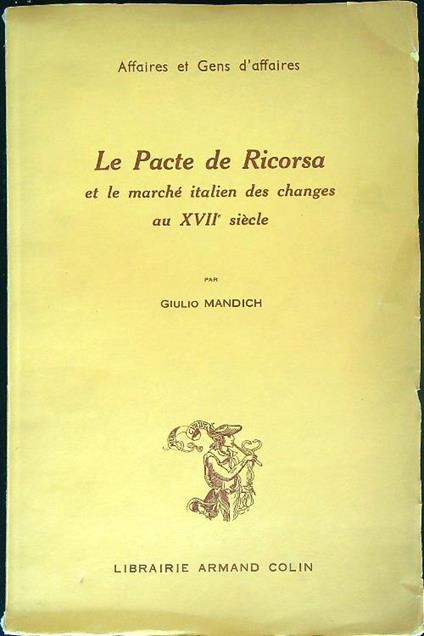 Affaires et Gens d'affaires
Le Pacte de Ricorsa
et le marché italien des changes
au XVIIᵉ siècle
PAR
GIULIO MANDICH
LIBRAIRIE ARMAND COLIN